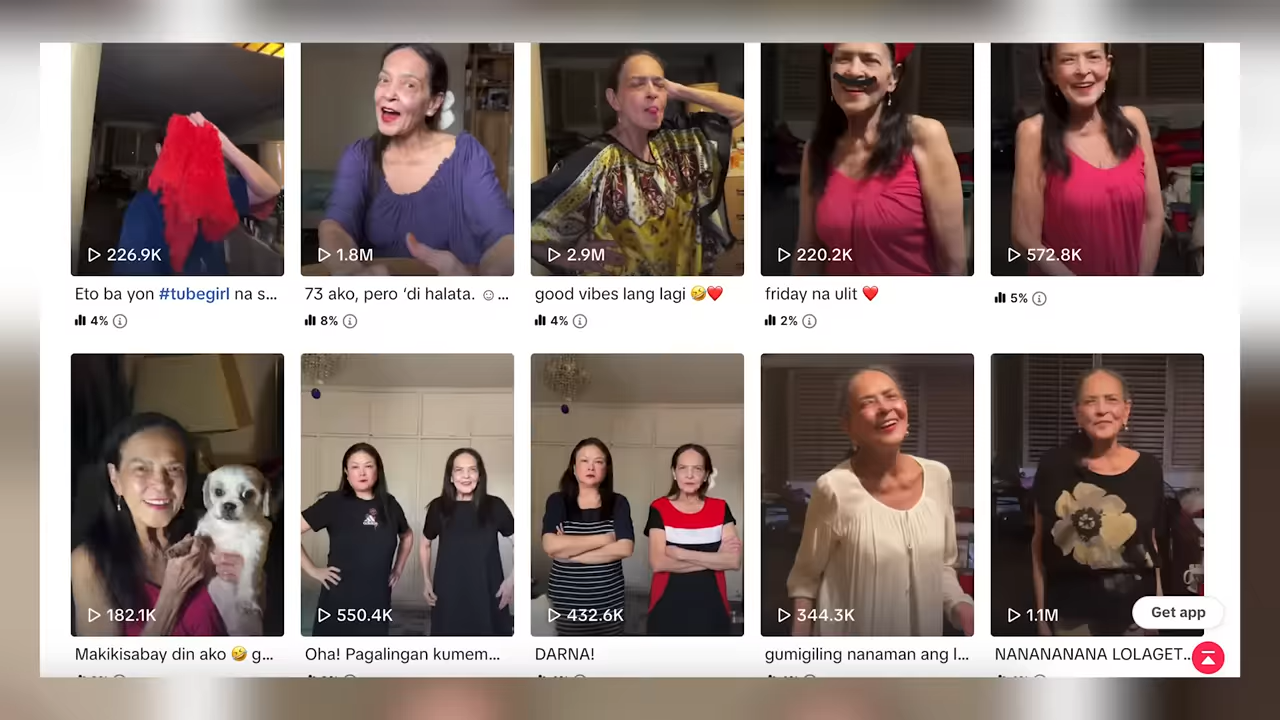 226.9K
1.8M
2.9M
220.2K
572.8K
Eto ba yon #tubegirl na s...
73 ako, pero ‘di halata. ☺...
good vibes lang lagi 🤣❤️
friday na ulit ❤️
4%
8%
4%
2%
5%
182.1K
550.4K
432.6K
344.3K
1.1M
Get app
Makikisabay din ako 🤣 g...
Oha! Pagalingan kumem...
DARNA!
gumigiling nanaman ang l...
NANANANANA LOLAGET...